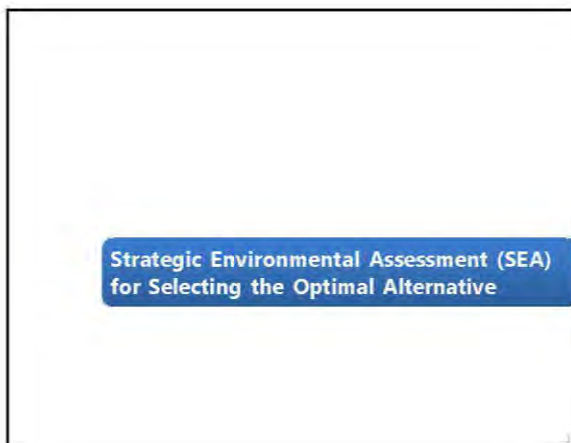 Strategic Environmental Assessment (SEA)
for Selecting the Optimal Alternative